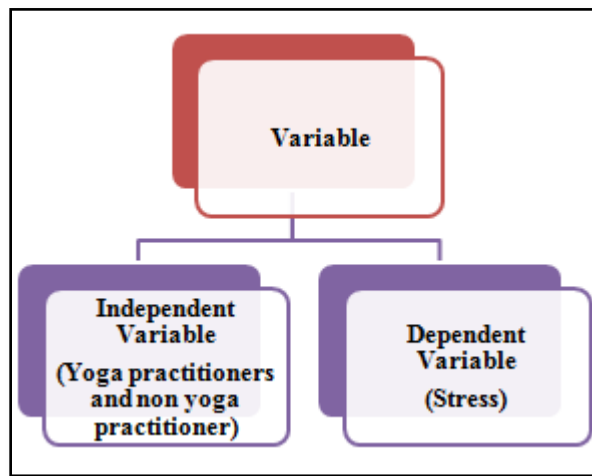 Variable
Independent
Variable
(Yoga practitioners
and non yoga
practitioner)
Dependent
Variable
(Stress)